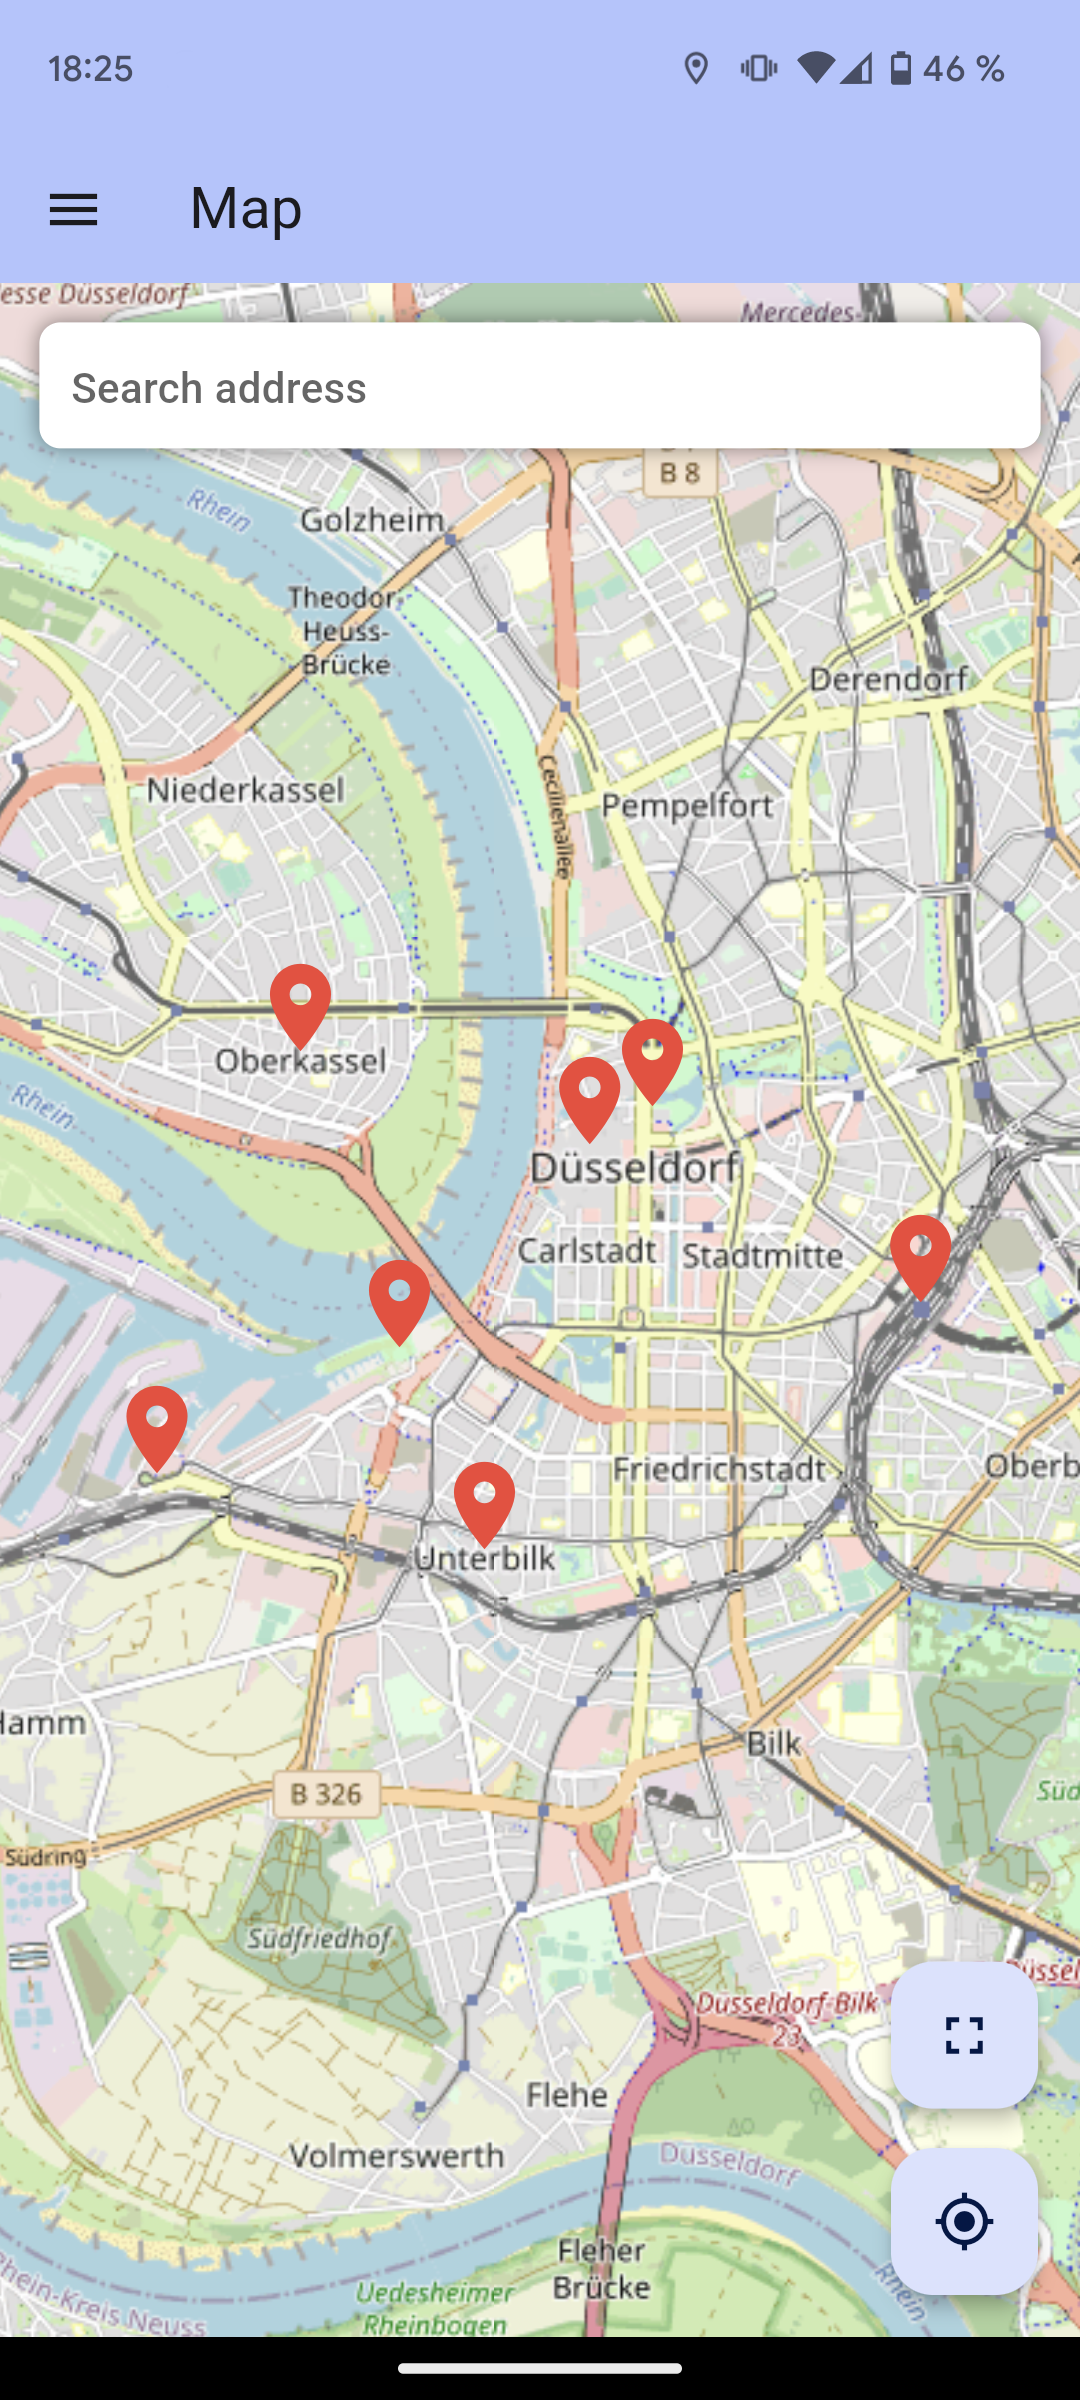 18:25
46 %
Map
esse Düsseldorf
Mercedes-
Search address
B 8
Rhein
Golzheim
Theodor-
Heuss-
Brücke
Derendorf
Niederkassel
Cecilienallee
Pempelfort
Oberkassel
Rhein
Düsseldorf
Carlstadt
Stadtmitte
Friedrichstadt
Oberb
Unterbilk
Hamm
Bilk
B 326
Süd
Südring
Südfriedhof
Düssel
Düsseldorf-Bilk
23
Flehe
Volmerswerth
Düsseldorf
Fleher
Brücke
Rhein
Rhein-Kreis Neuss
Uedesheimer
Rheinbogen